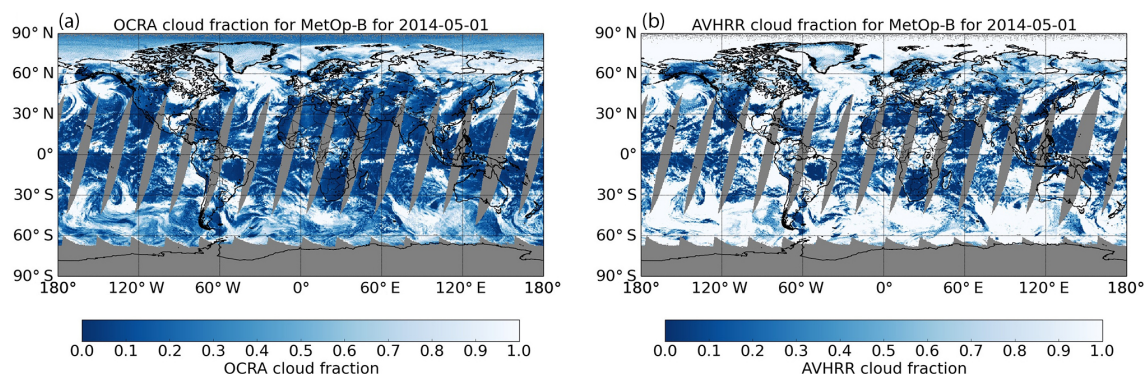 (a)
OCRA cloud fraction for MetOp-B for 2014-05-01
90° N
60° N
30° N
0°
30° S
60° S
90° S
180° 120° W 60° W 0° 60° E 120° E 180°
0.0 0.1 0.2 0.3 0.4 0.5 0.6 0.7 0.8 0.9 1.0
OCRA cloud fraction
(b)
AVHRR cloud fraction for MetOp-B for 2014-05-01
90° N
60° N
30° N
0°
30° S
60° S
90° S
180° 120° W 60° W 0° 60° E 120° E 180°
0.0 0.1 0.2 0.3 0.4 0.5 0.6 0.7 0.8 0.9 1.0
AVHRR cloud fraction